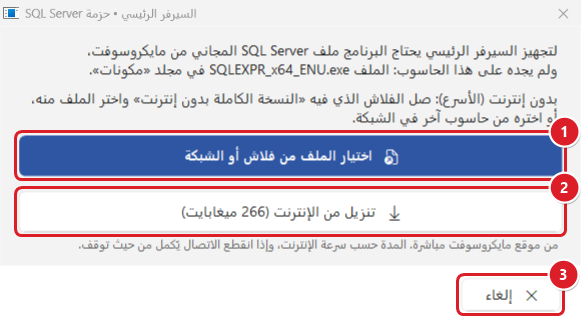 السيرفر الرئيسي • حزمة SQL Server
لتجهيز السيرفر الرئيسي يحتاج البرنامج ملف SQL Server المجاني من مايكروسوفت،
ولم يجده على هذا الحاسوب: الملف SQLEXPR_x64_ENU.exe في مجلد «مكونات».
بدون إنترنت (الأسرع): صل الفلاش الذي فيه «النسخة الكاملة بدون إنترنت» واختر الملف منه،
أو اختره من حاسوب آخر في الشبكة.
1
اختيار الملف من فلاش أو الشبكة
2
تنزيل من الإنترنت (266 ميغابايت)
من موقع مايكروسوفت مباشرة. المدة حسب سرعة الإنترنت، وإذا انقطع الاتصال يُكمل من حيث توقف.
3
إلغاء